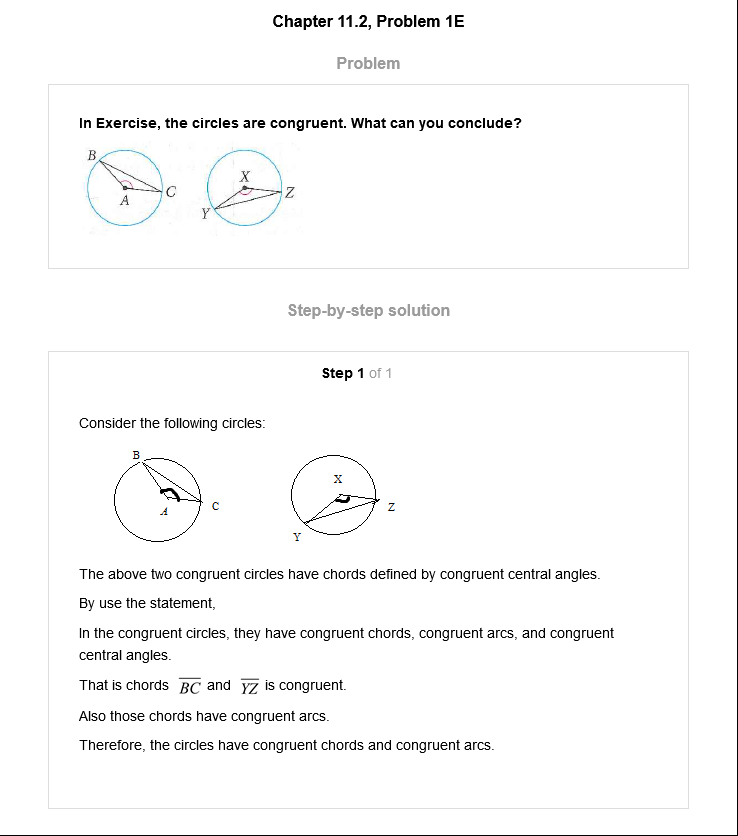 Chapter 11.2, Problem 1E
Problem
In Exercise, the circles are congruent. What can you conclude?
B
X
A
C
Z
Y
Step-by-step solution
Step 1 of 1
Consider the following circles:
B
X
A
C
Z
Y
The above two congruent circles have chords defined by congruent central angles.
By use the statement,
In the congruent circles, they have congruent chords, congruent arcs, and congruent
central angles.
That is chords BC and YZ is congruent.
Also those chords have congruent arcs.
Therefore, the circles have congruent chords and congruent arcs.